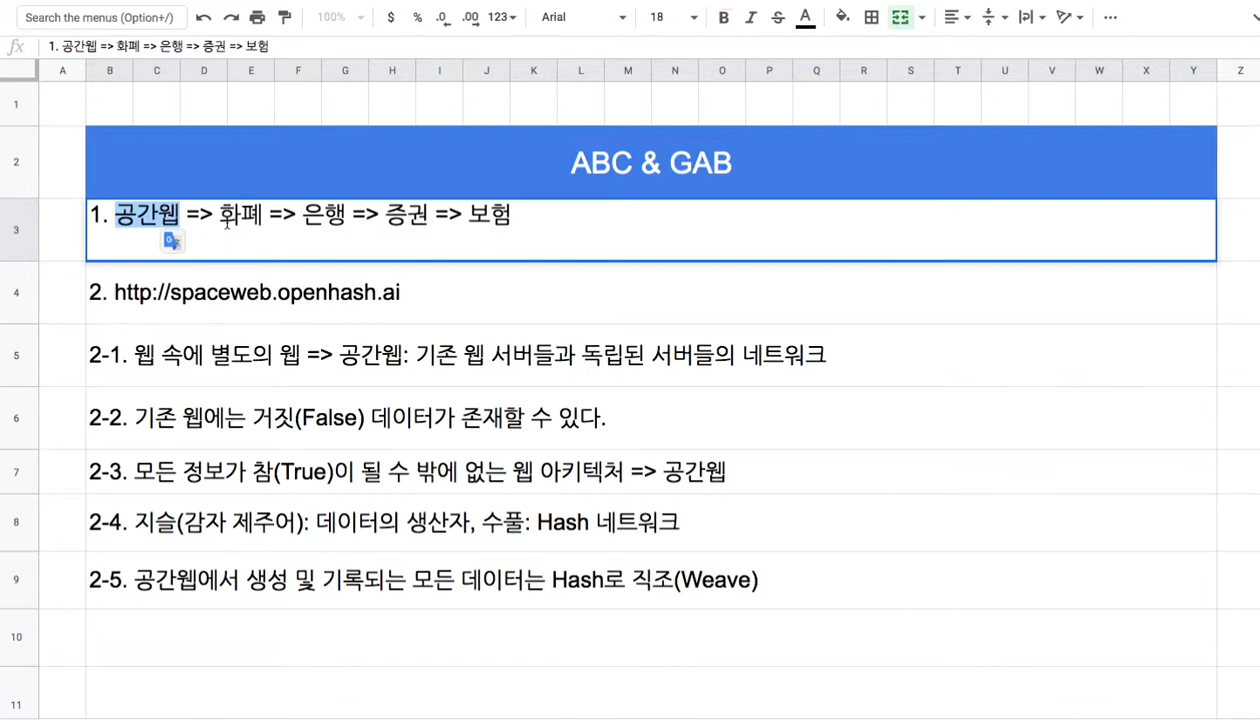 Search the menus (Option+/) 100% $ % .0 .00 123 Arial 18 B I S A
fx 1. 공간웹 => 화폐 => 은행 => 증권 => 보험
A B C D E F G H I J K L M N O P Q R S T U V W X Y Z
1
2 ABC & GAB
3 1. 공간웹 => 화폐 => 은행 => 증권 => 보험
4 2. http://spaceweb.openhash.ai
5 2-1. 웹 속에 별도의 웹 => 공간웹: 기존 웹 서버들과 독립된 서버들의 네트워크
6 2-2. 기존 웹에는 거짓(False) 데이터가 존재할 수 있다.
7 2-3. 모든 정보가 참(True)이 될 수 밖에 없는 웹 아키텍처 => 공간웹
8 2-4. 지슬(감자 제주어): 데이터의 생산자, 수풀: Hash 네트워크
9 2-5. 공간웹에서 생성 및 기록되는 모든 데이터는 Hash로 직조(Weave)
10
11